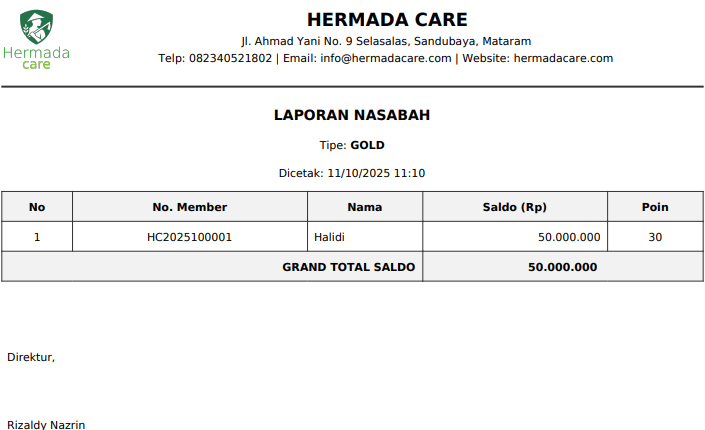 Hermada
care
HERMADA CARE
Jl. Ahmad Yani No. 9 Selasalas, Sandubaya, Mataram
Telp: 082340521802 | Email: info@hermadacare.com | Website: hermadacare.com
LAPORAN NASABAH
Tipe: GOLD
Dicetak: 11/10/2025 11:10
No No. Member Nama Saldo (Rp) Poin
1 HC2025100001 Halidi 50.000.000 30
GRAND TOTAL SALDO 50.000.000
Direktur,
Rizaldy Nazrin